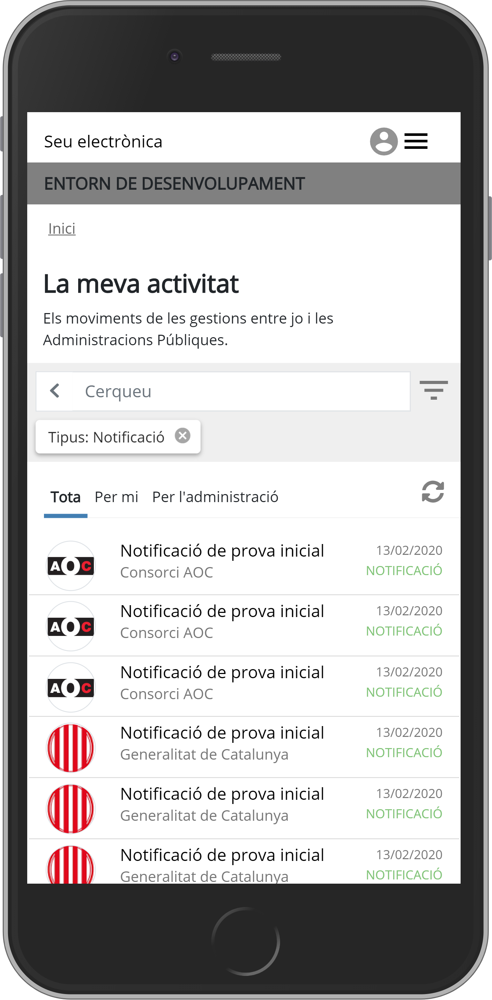 Seu electrònica
ENTORN DE DESENVOLUPAMENT
Inici
La meva activitat
Els moviments de les gestions entre jo i les
Administracions Públiques.
Cerqueu
Tipus: Notificació
Tota Per mi Per l'administració
AOC Notificació de prova inicial 13/02/2020
Consorci AOC NOTIFICACIÓ
AOC Notificació de prova inicial 13/02/2020
Consorci AOC NOTIFICACIÓ
AOC Notificació de prova inicial 13/02/2020
Consorci AOC NOTIFICACIÓ
Notificació de prova inicial 13/02/2020
Generalitat de Catalunya NOTIFICACIÓ
Notificació de prova inicial 13/02/2020
Generalitat de Catalunya NOTIFICACIÓ
Notificació de prova inicial 13/02/2020
Generalitat de Catalunya NOTIFICACIÓ